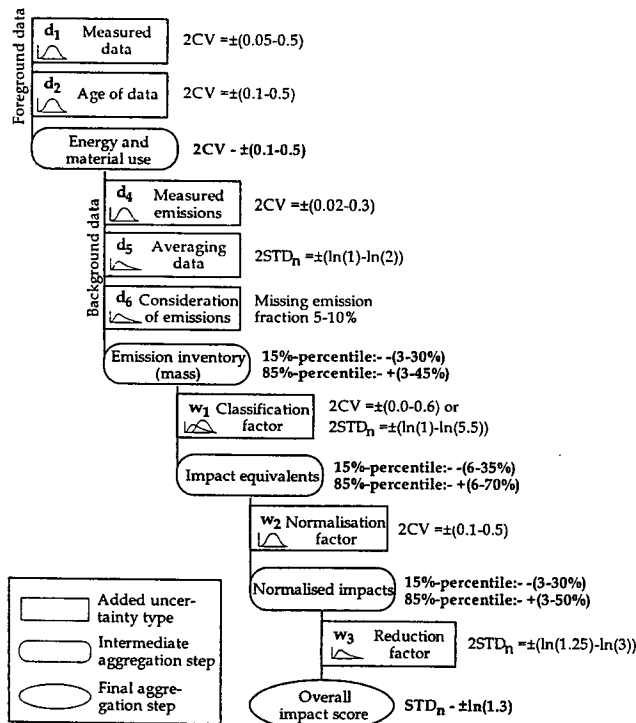 Foreground data
d1 Measured data
2CV =±(0.05-0.5)
d2 Age of data
2CV =±(0.1-0.5)
Energy and
material use
2CV - ±(0.1-0.5)
Background data
d4 Measured
emissions
2CV =±(0.02-0.3)
d5 Averaging
data
2STDn =±(ln(1)-ln(2))
d6 Consideration
of emissions
Missing emission
fraction 5-10%
Emission inventory
(mass)
15%-percentile:- -(3-30%)
85%-percentile:- +(3-45%)
w1 Classification
factor
2CV =±(0.0-0.6) or
2STDn =±(ln(1)-ln(5.5))
Impact equivalents
15%-percentile:- -(6-35%)
85%-percentile:- +(6-70%)
w2 Normalisation
factor
2CV =±(0.1-0.5)
Normalised impacts
15%-percentile:- -(3-30%)
85%-percentile:- +(3-50%)
w3 Reduction
factor
2STDn =±(ln(1.25)-ln(3))
Overall
impact score
STDn - ±ln(1.3)
Added uncer-
tainty type
Intermediate
aggregation step
Final aggre-
gation step